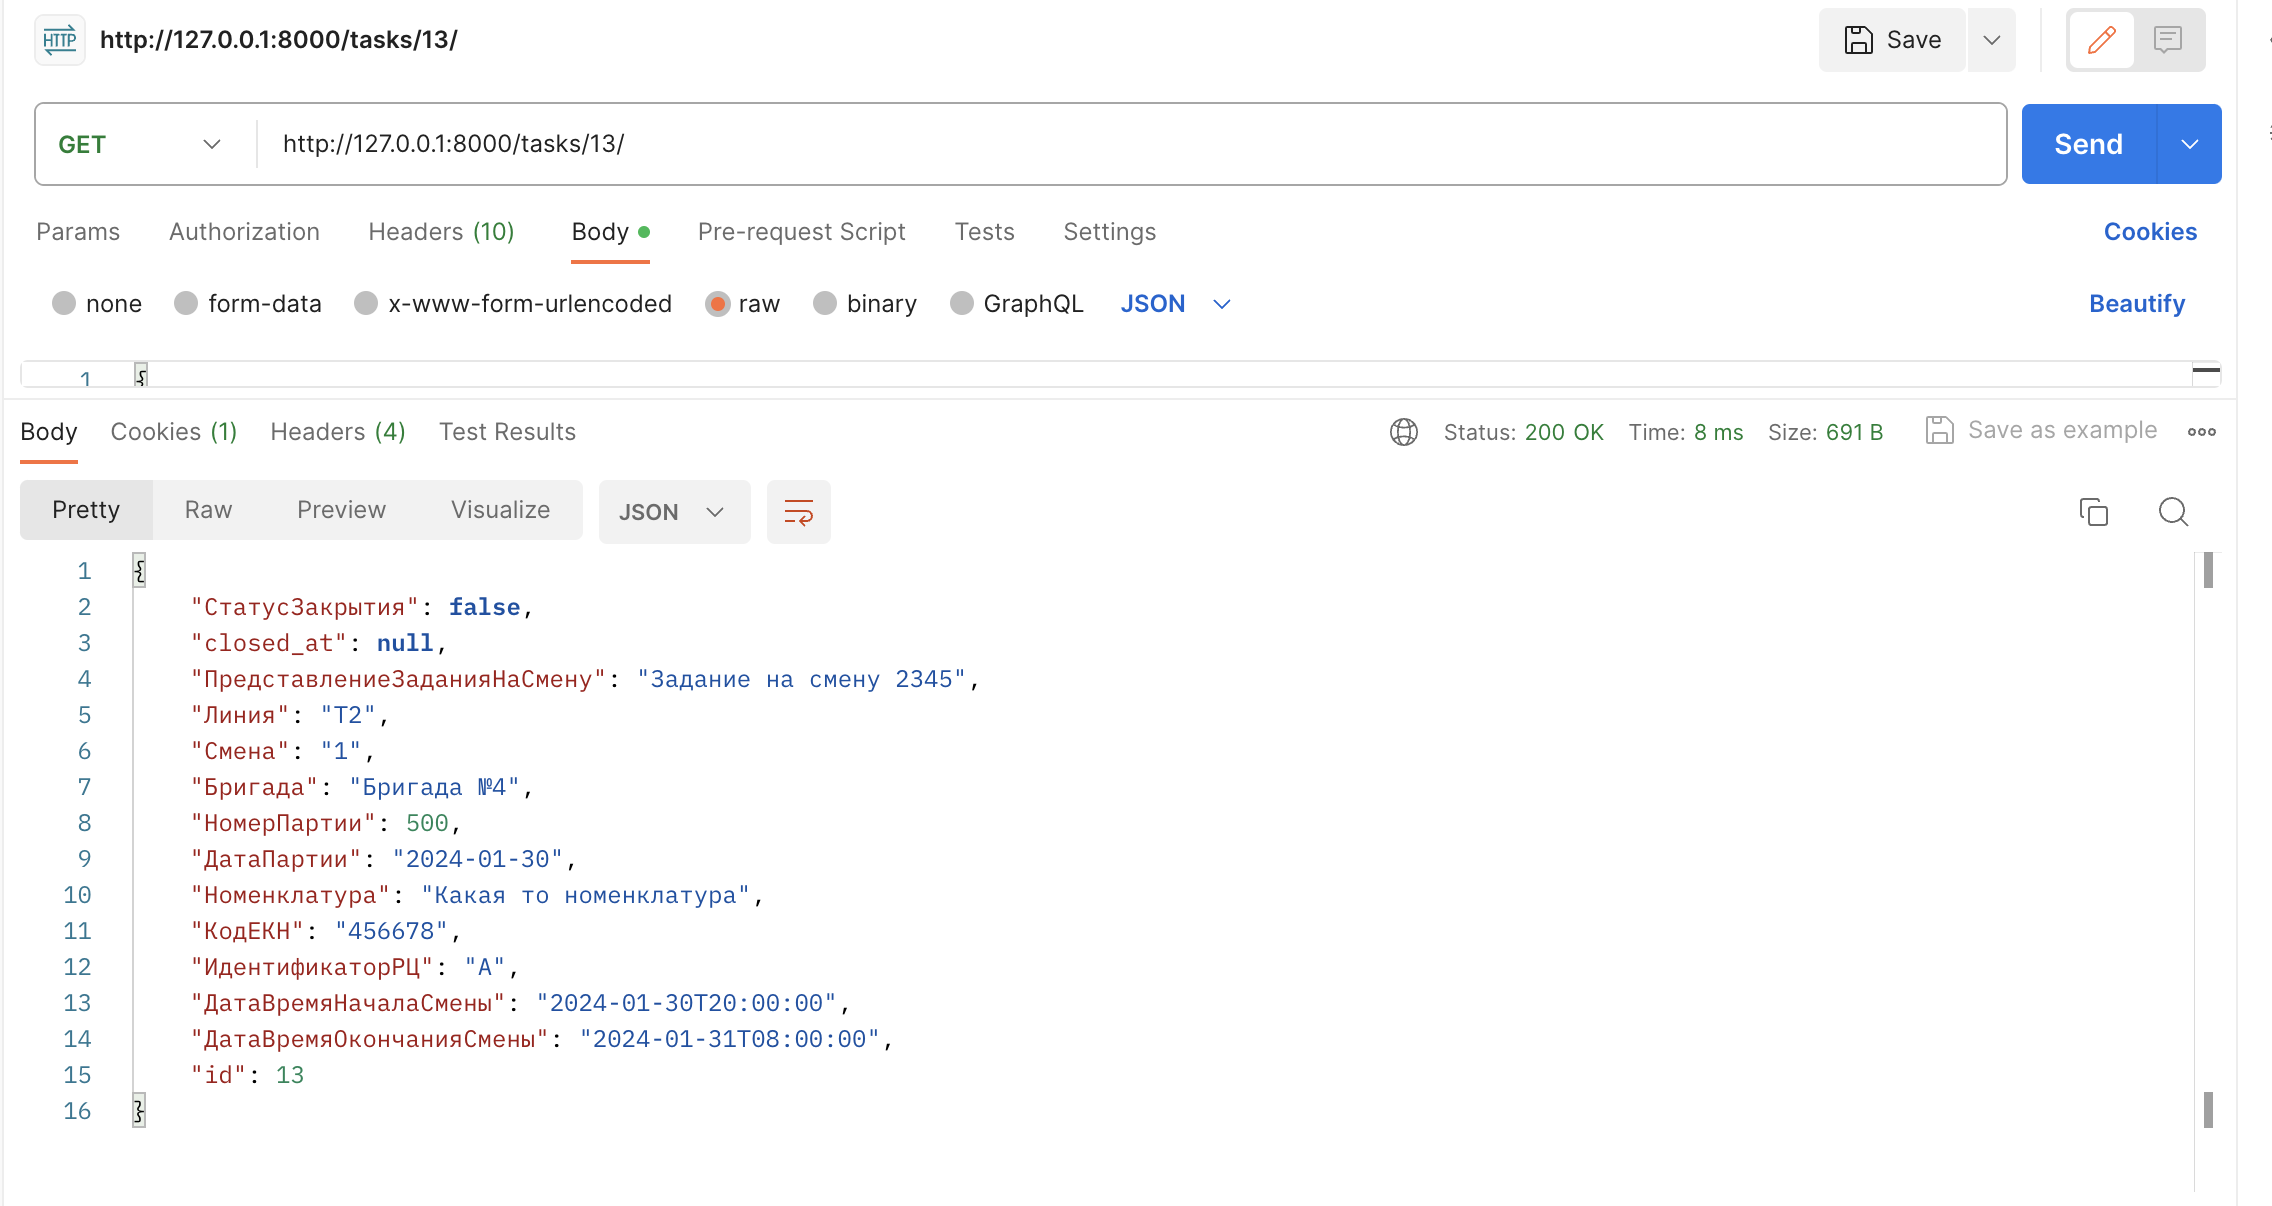 HTTP http://127.0.0.1:8000/tasks/13/ Save
GET http://127.0.0.1:8000/tasks/13/ Send
Params Authorization Headers (10) Body Pre-request Script Tests Settings Cookies
none form-data x-www-form-urlencoded raw binary GraphQL JSON Beautify
1 {
Body Cookies (1) Headers (4) Test Results Status: 200 OK Time: 8 ms Size: 691 B Save as example
Pretty Raw Preview Visualize JSON
1 {
2 "СтатусЗакрытия": false,
3 "closed_at": null,
4 "ПредставлениеЗаданияНаСмену": "Задание на смену 2345",
5 "Линия": "Т2",
6 "Смена": "1",
7 "Бригада": "Бригада №4",
8 "НомерПартии": 500,
9 "ДатаПартии": "2024-01-30",
10 "Номенклатура": "Какая то номенклатура",
11 "КодЕКН": "456678",
12 "ИдентификаторРЦ": "А",
13 "ДатаВремяНачалаСмены": "2024-01-30T20:00:00",
14 "ДатаВремяОкончанияСмены": "2024-01-31T08:00:00",
15 "id": 13
16 }